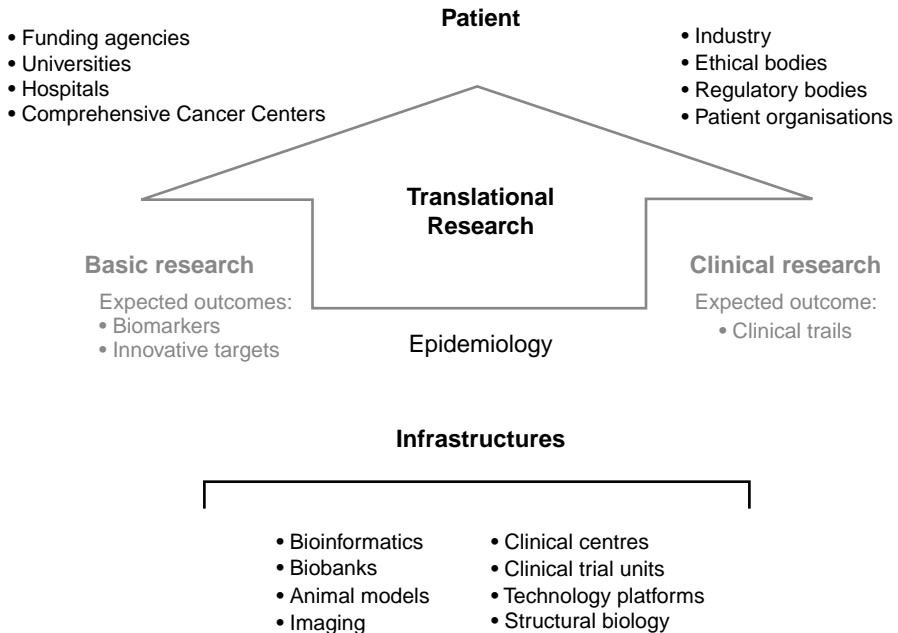 Patient
• Funding agencies
• Universities
• Hospitals
• Comprehensive Cancer Centers
• Industry
• Ethical bodies
• Regulatory bodies
• Patient organisations
Translational
Research
Basic research
Expected outcomes:
• Biomarkers
• Innovative targets
Clinical research
Expected outcome:
• Clinical trails
Epidemiology
Infrastructures
• Bioinformatics
• Biobanks
• Animal models
• Imaging
• Clinical centres
• Clinical trial units
• Technology platforms
• Structural biology